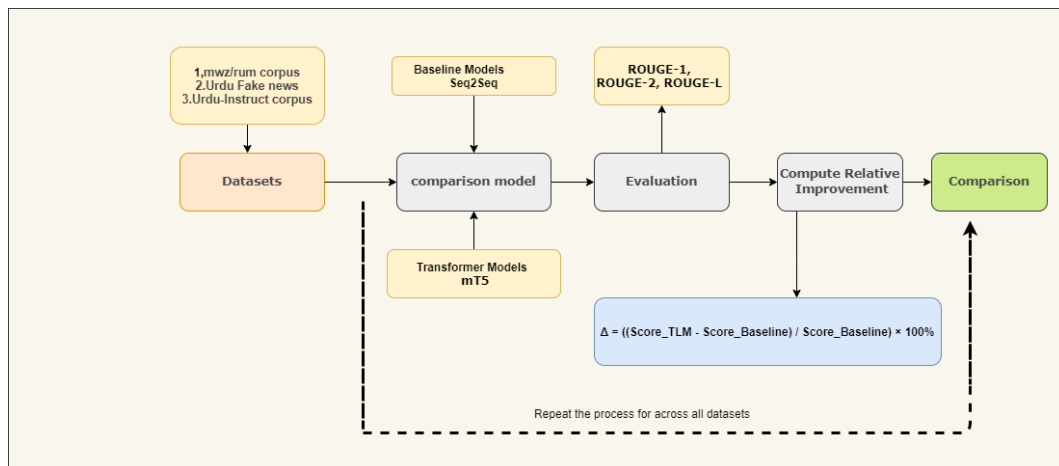 1,mwz/rum corpus
2.Urdu Fake news
3.Urdu-Instruct corpus
Baseline Models
Seq2Seq
ROUGE-1,
ROUGE-2, ROUGE-L
Datasets
comparison model
Evaluation
Compute Relative
Improvement
Comparison
Transformer Models
mT5
Δ = ((Score_TLM - Score_Baseline) / Score_Baseline) × 100%
Repeat the process for across all datasets